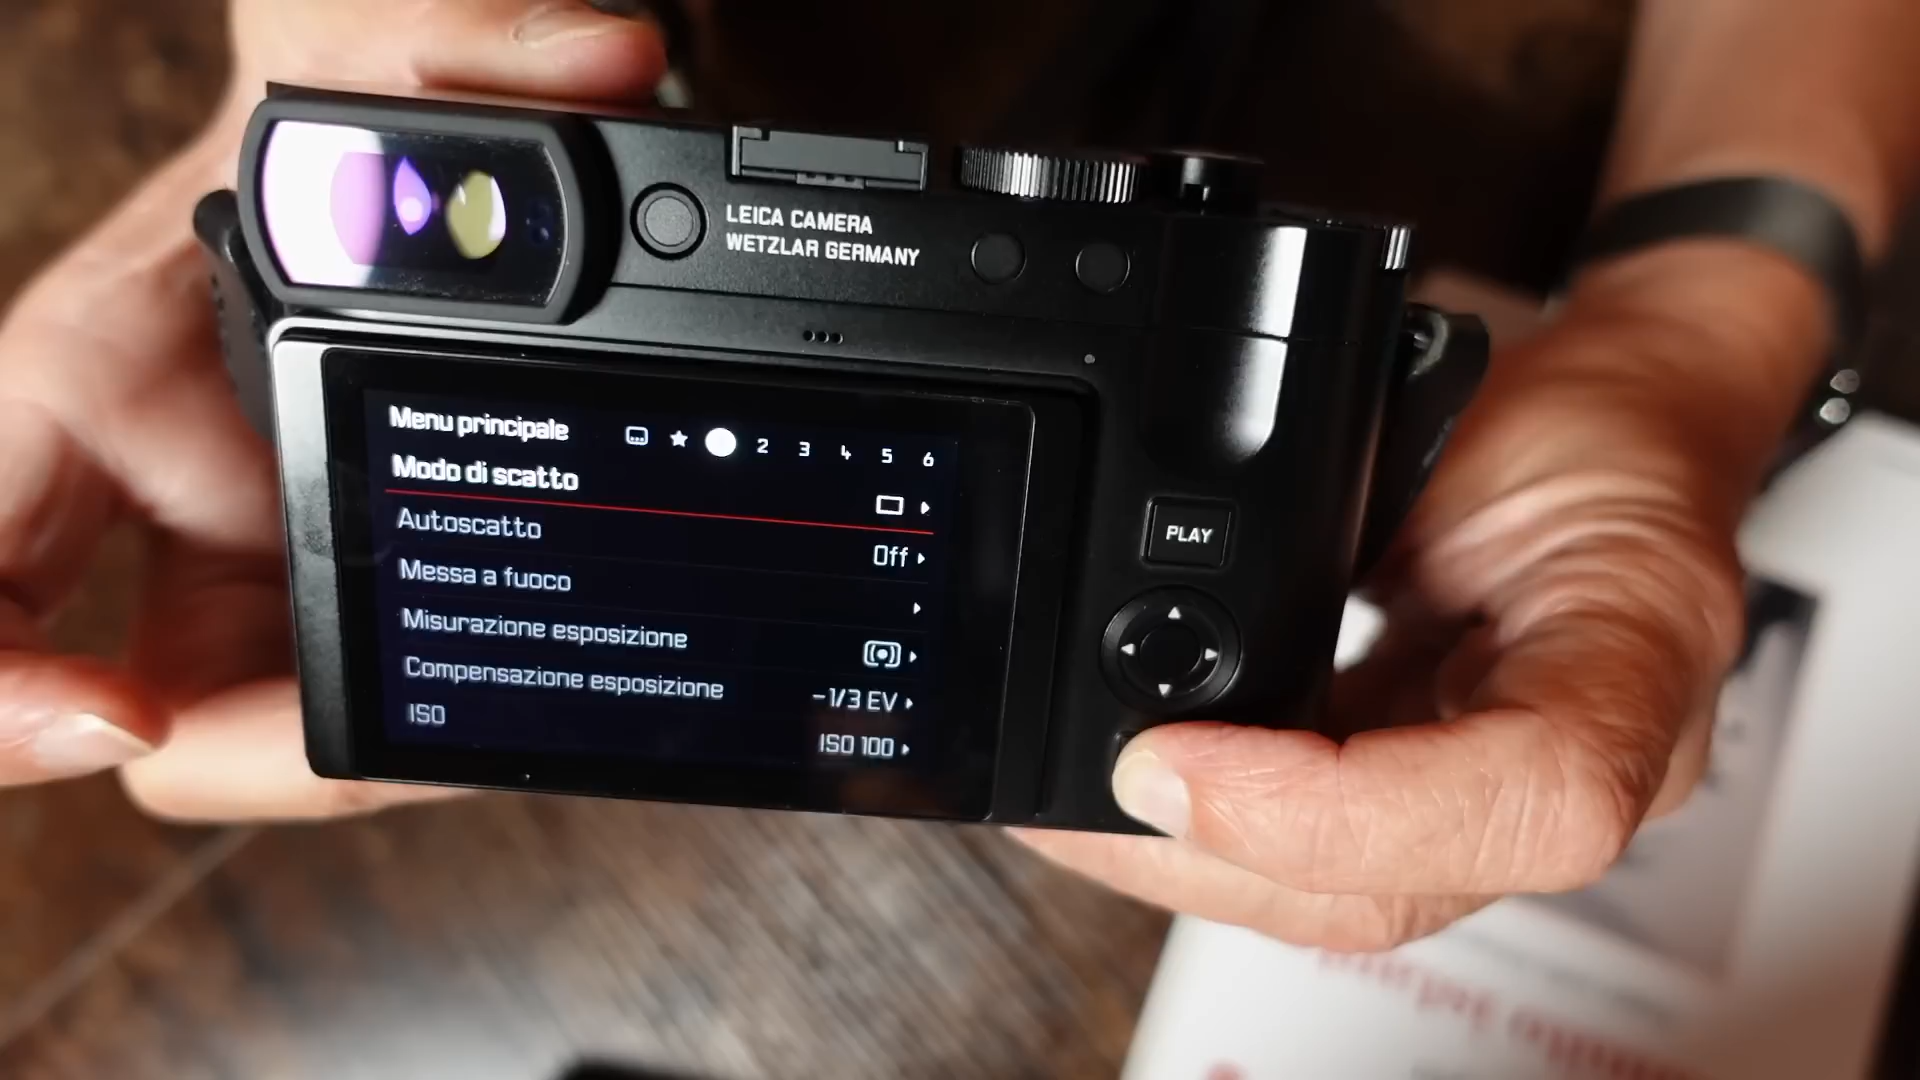 LEICA CAMERA
WETZLAR GERMANY
Menu principale 2 3 4 5 6
Modo di scatto
Autoscatto Off
Messa a fuoco
Misurazione esposizione
Compensazione esposizione -1/3 EV
ISO ISO 100
PLAY